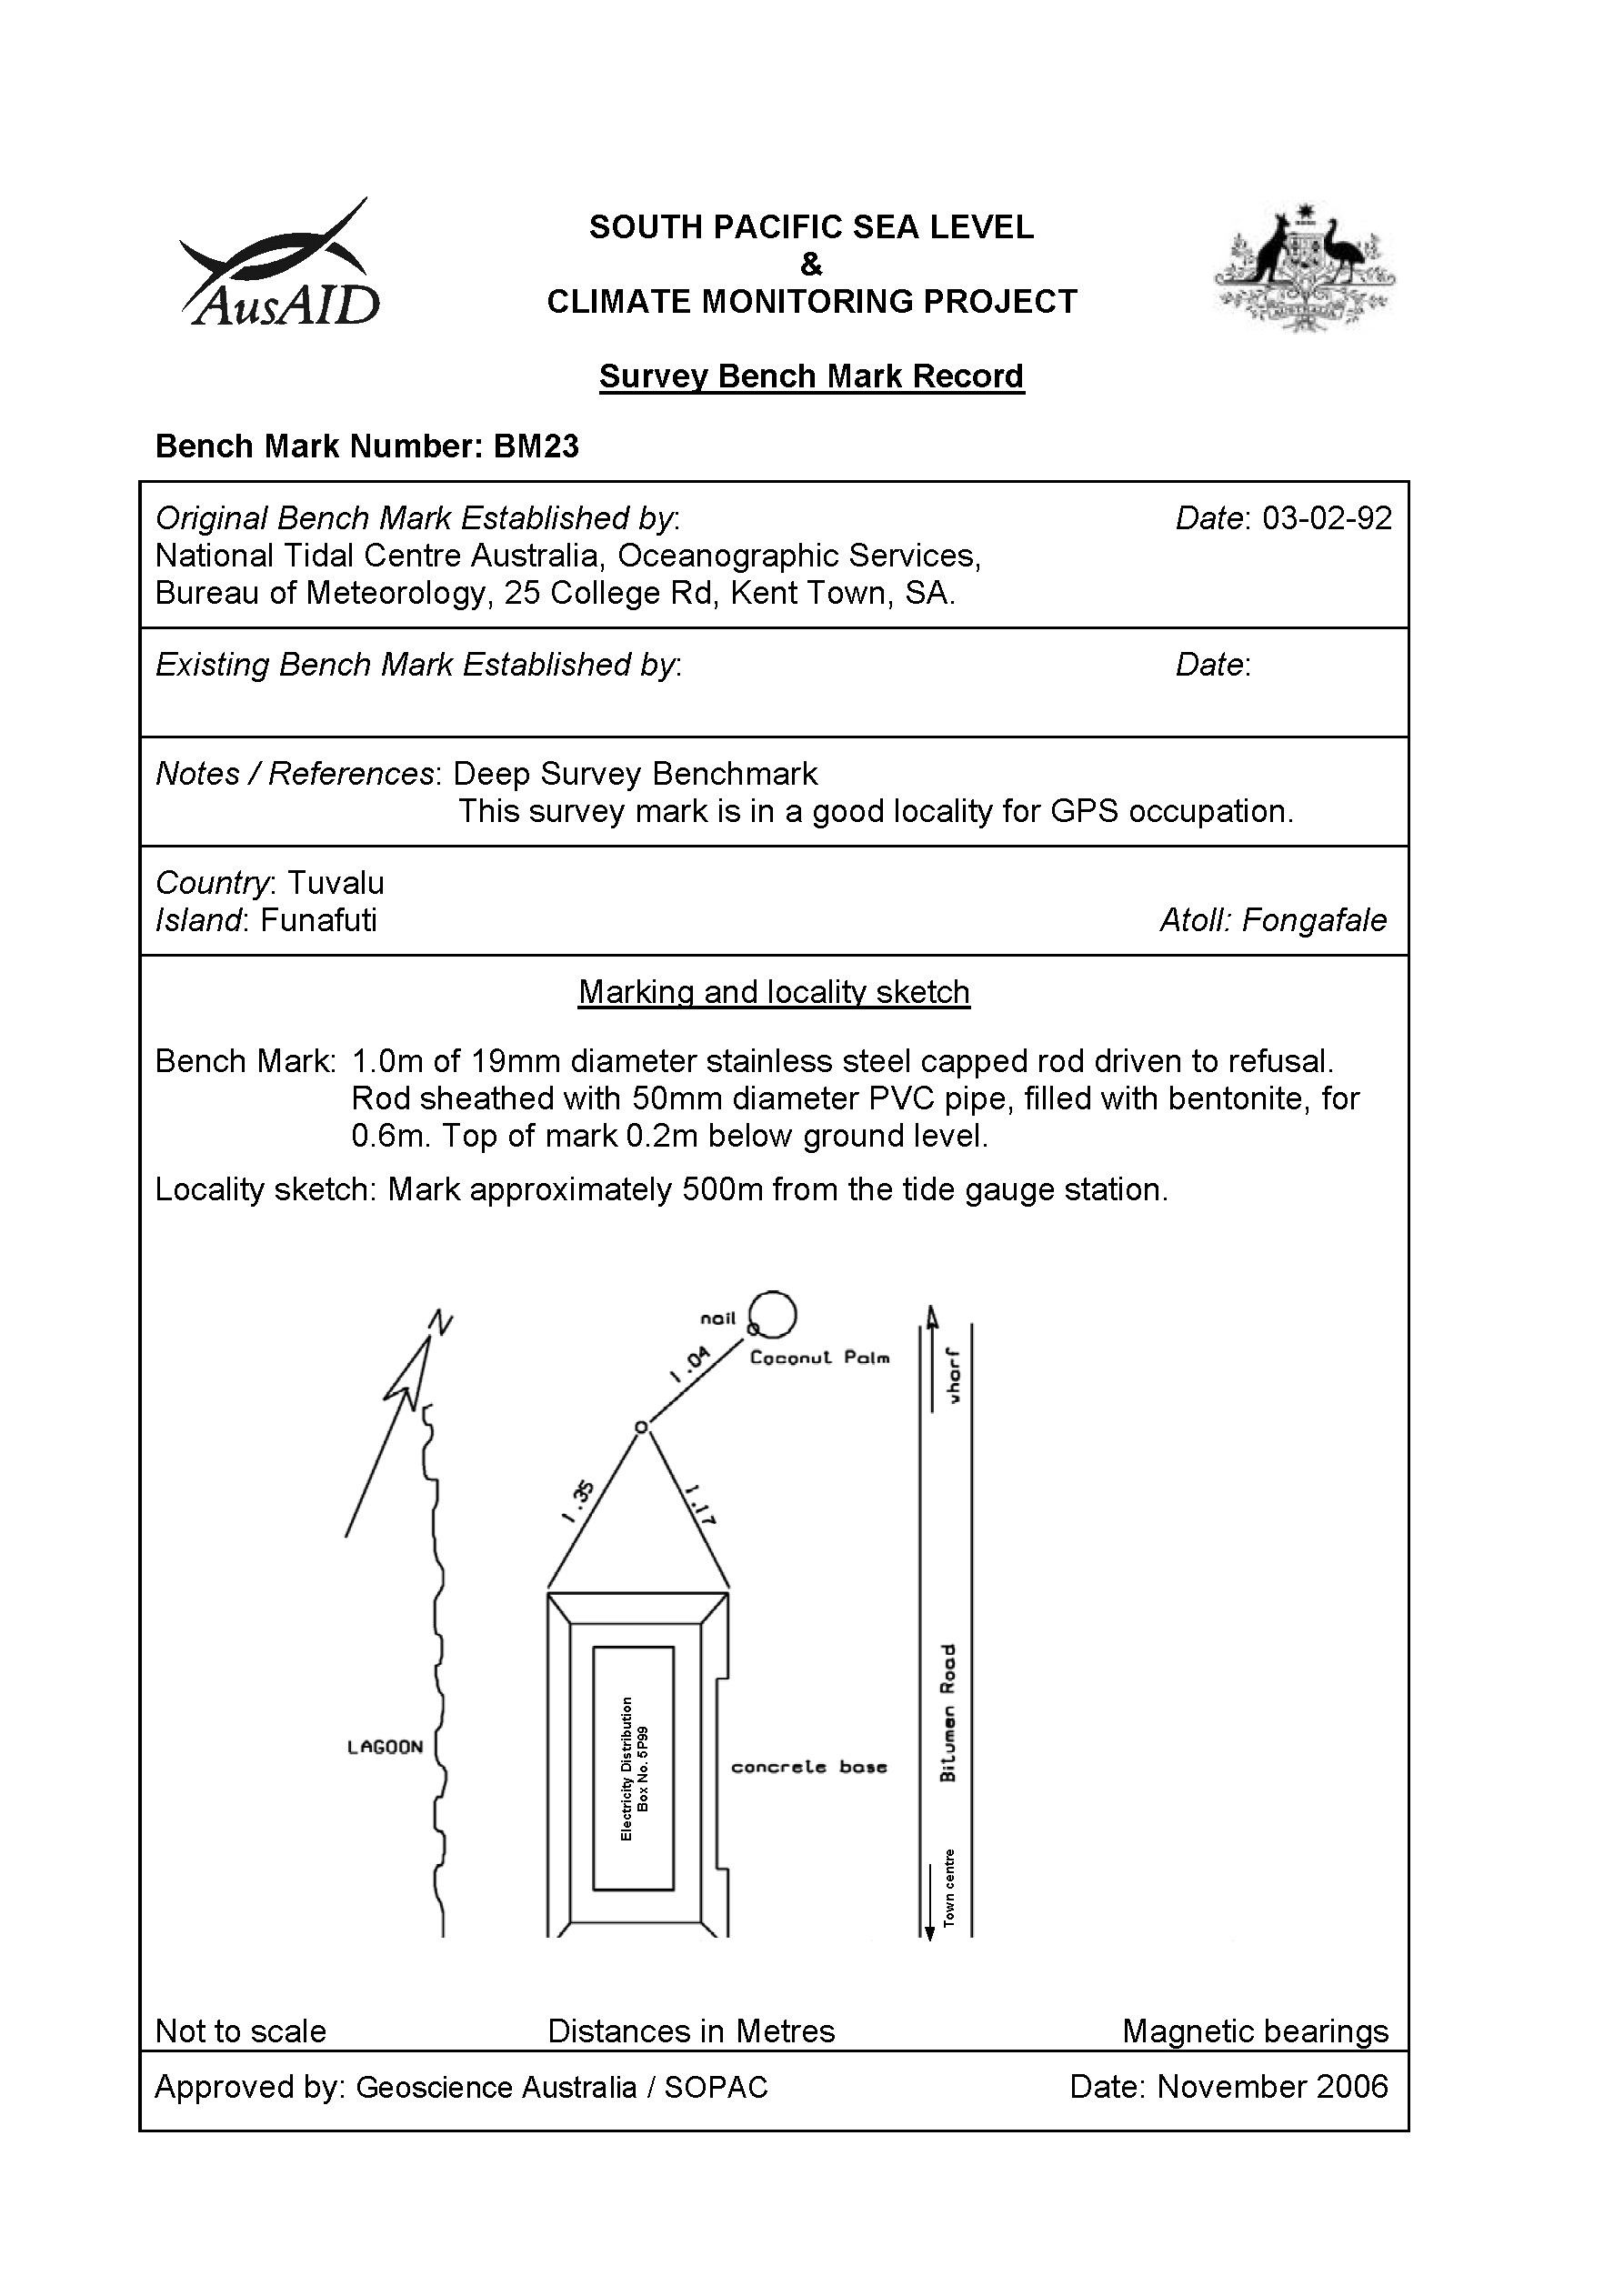 AusAID
SOUTH PACIFIC SEA LEVEL
&
CLIMATE MONITORING PROJECT
AUSTRALIA
Survey Bench Mark Record
Bench Mark Number: BM23
Original Bench Mark Established by: Date: 03-02-92
National Tidal Centre Australia, Oceanographic Services,
Bureau of Meteorology, 25 College Rd, Kent Town, SA.
Existing Bench Mark Established by: Date:
Notes / References: Deep Survey Benchmark
This survey mark is in a good locality for GPS occupation.
Country: Tuvalu
Island: Funafuti Atoll: Fongafale
Marking and locality sketch
Bench Mark: 1.0m of 19mm diameter stainless steel capped rod driven to refusal.
Rod sheathed with 50mm diameter PVC pipe, filled with bentonite, for
0.6m. Top of mark 0.2m below ground level.
Locality sketch: Mark approximately 500m from the tide gauge station.
N
nail
Coconut Palm
1.04
wharf
1.35
1.17
LAGOON
Electricity Distribution
Box No. 5P99
concrete base
Bitumen Road
Town centre
Not to scale Distances in Metres Magnetic bearings
Approved by: Geoscience Australia / SOPAC Date: November 2006